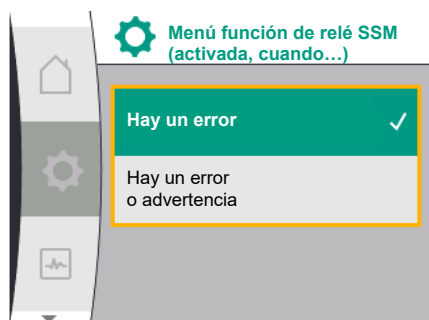 Menú función de relé SSM
(activada, cuando…)
Hay un error
Hay un error
o advertencia